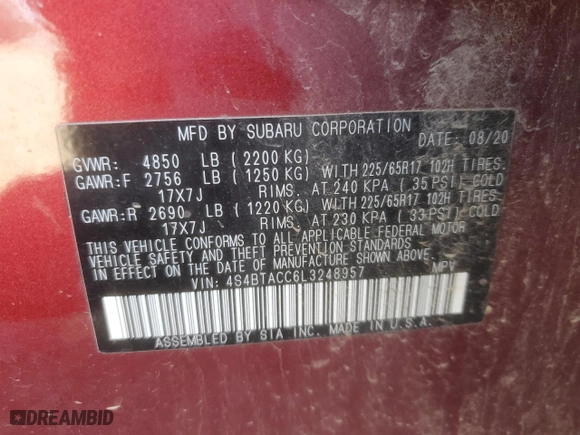 MFD BY SUBARU CORPORATION DATE: 08/20
GVWR: 4850 LB (2200 KG)
GAWR:F 2756 LB (1250 KG) WITH 225/65R17 102H TIRES.
17X7J RIMS. AT 240 KPA (35 PSI) COLD
GAWR:R 2690 LB (1220 KG) WITH 225/65R17 102H TIRES.
17X7J RIMS. AT 230 KPA (33 PSI) COLD
THIS VEHICLE CONFORMS TO ALL APPLICABLE FEDERAL MOTOR
VEHICLE SAFETY AND THEFT PREVENTION STANDARDS
IN EFFECT ON THE DATE OF MANUFACTURE SHOWN ABOVE.
VIN: 4S4BTACC6L3248957 MPV
ASSEMBLED BY SIA INC. MADE IN U.S.A.
DREAMBID